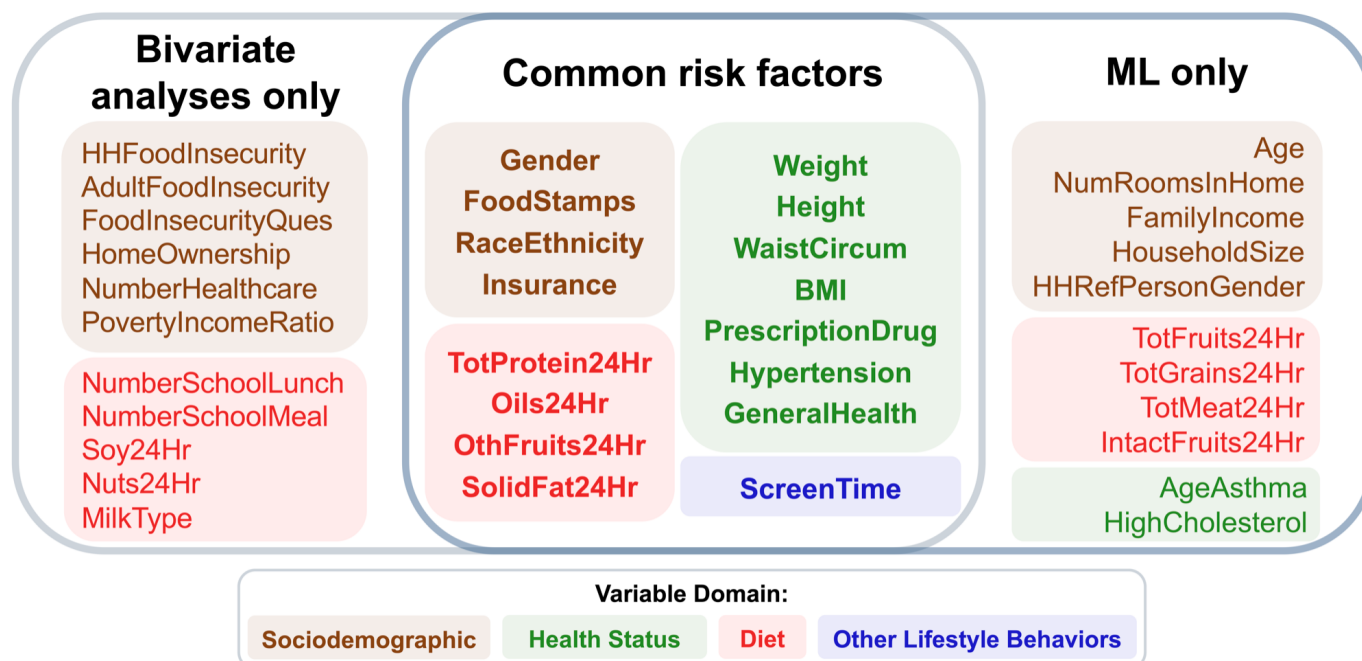 Bivariate
analyses only
HHFoodInsecurity
AdultFoodInsecurity
FoodInsecurityQues
HomeOwnership
NumberHealthcare
PovertyIncomeRatio
NumberSchoolLunch
NumberSchoolMeal
Soy24Hr
Nuts24Hr
MilkType
Common risk factors
Gender
FoodStamps
RaceEthnicity
Insurance
TotProtein24Hr
Oils24Hr
OthFruits24Hr
SolidFat24Hr
Weight
Height
WaistCircum
BMI
PrescriptionDrug
Hypertension
GeneralHealth
ScreenTime
ML only
Age
NumRoomsInHome
FamilyIncome
HouseholdSize
HHRefPersonGender
TotFruits24Hr
TotGrains24Hr
TotMeat24Hr
IntactFruits24Hr
AgeAsthma
HighCholesterol
Variable Domain:
Sociodemographic
Health Status
Diet
Other Lifestyle Behaviors